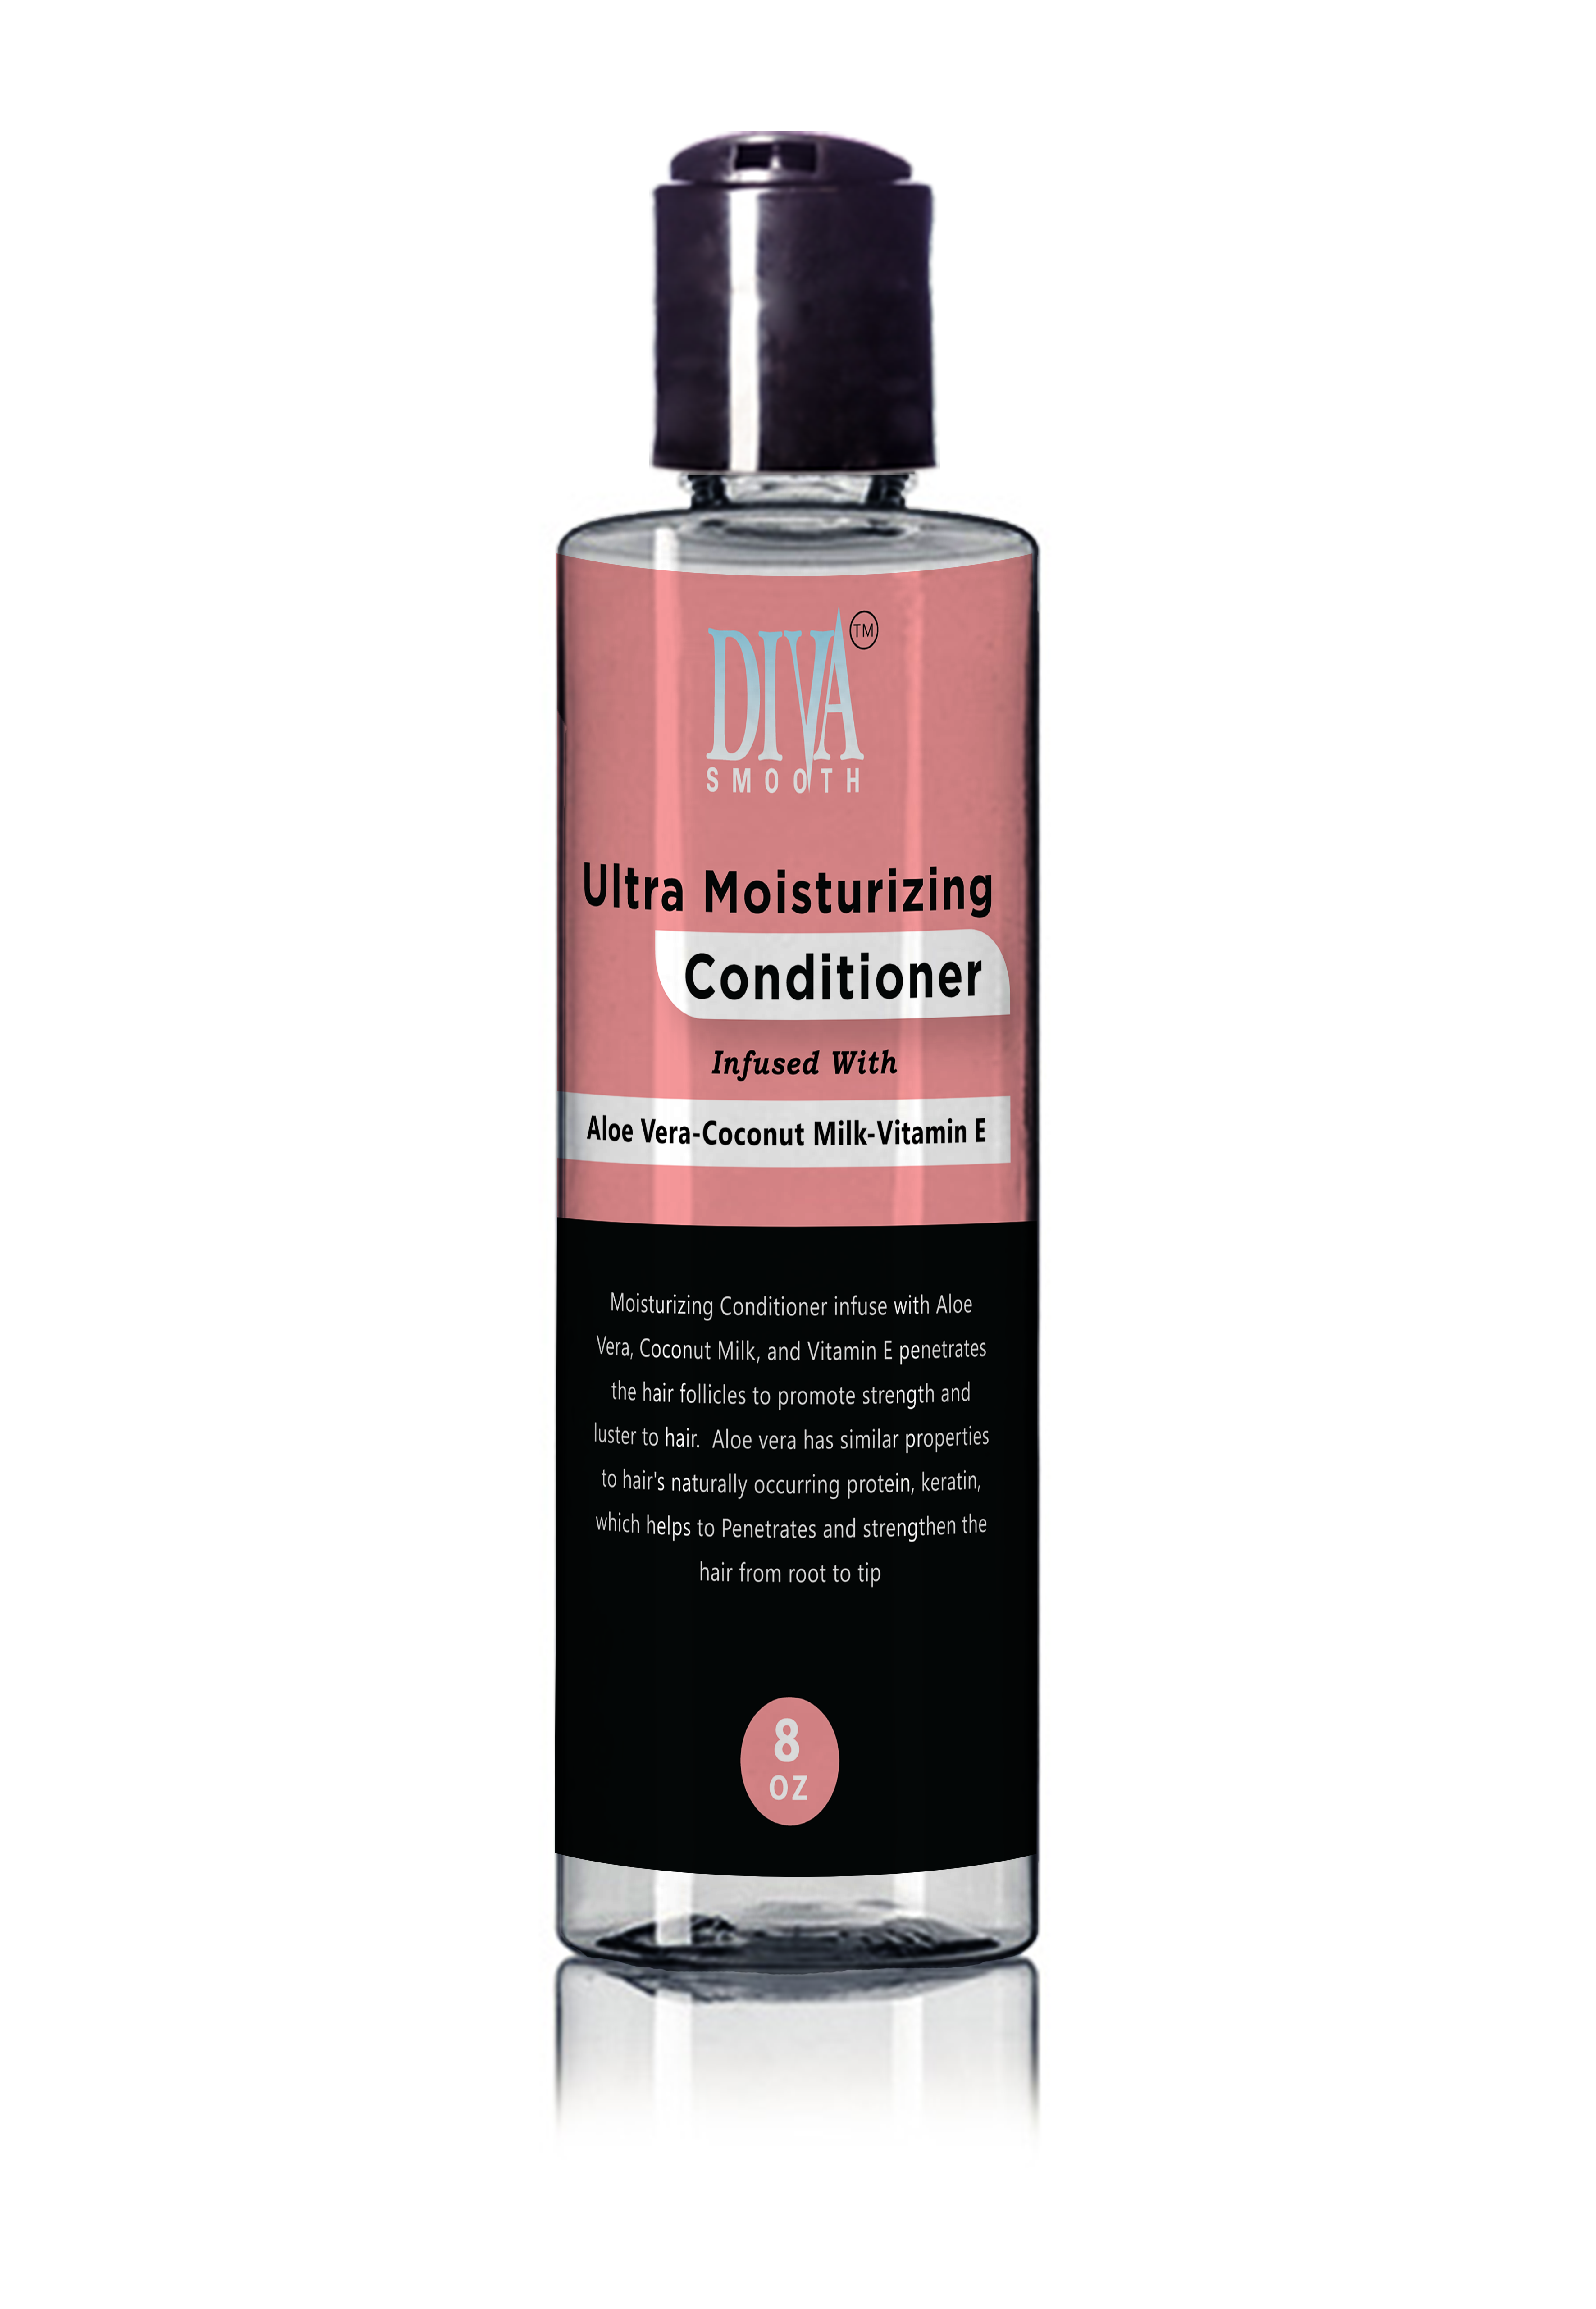 DIVA TM
SMOOTH
Ultra Moisturizing
Conditioner
Infused With
Aloe Vera-Coconut Milk-Vitamin E
Moisturizing Conditioner infuse with Aloe
Vera, Coconut Milk, and Vitamin E penetrates
the hair follicles to promote strength and
luster to hair. Aloe vera has similar properties
to hair's naturally occurring protein, keratin,
which helps to Penetrates and strengthen the
hair from root to tip
8
OZ